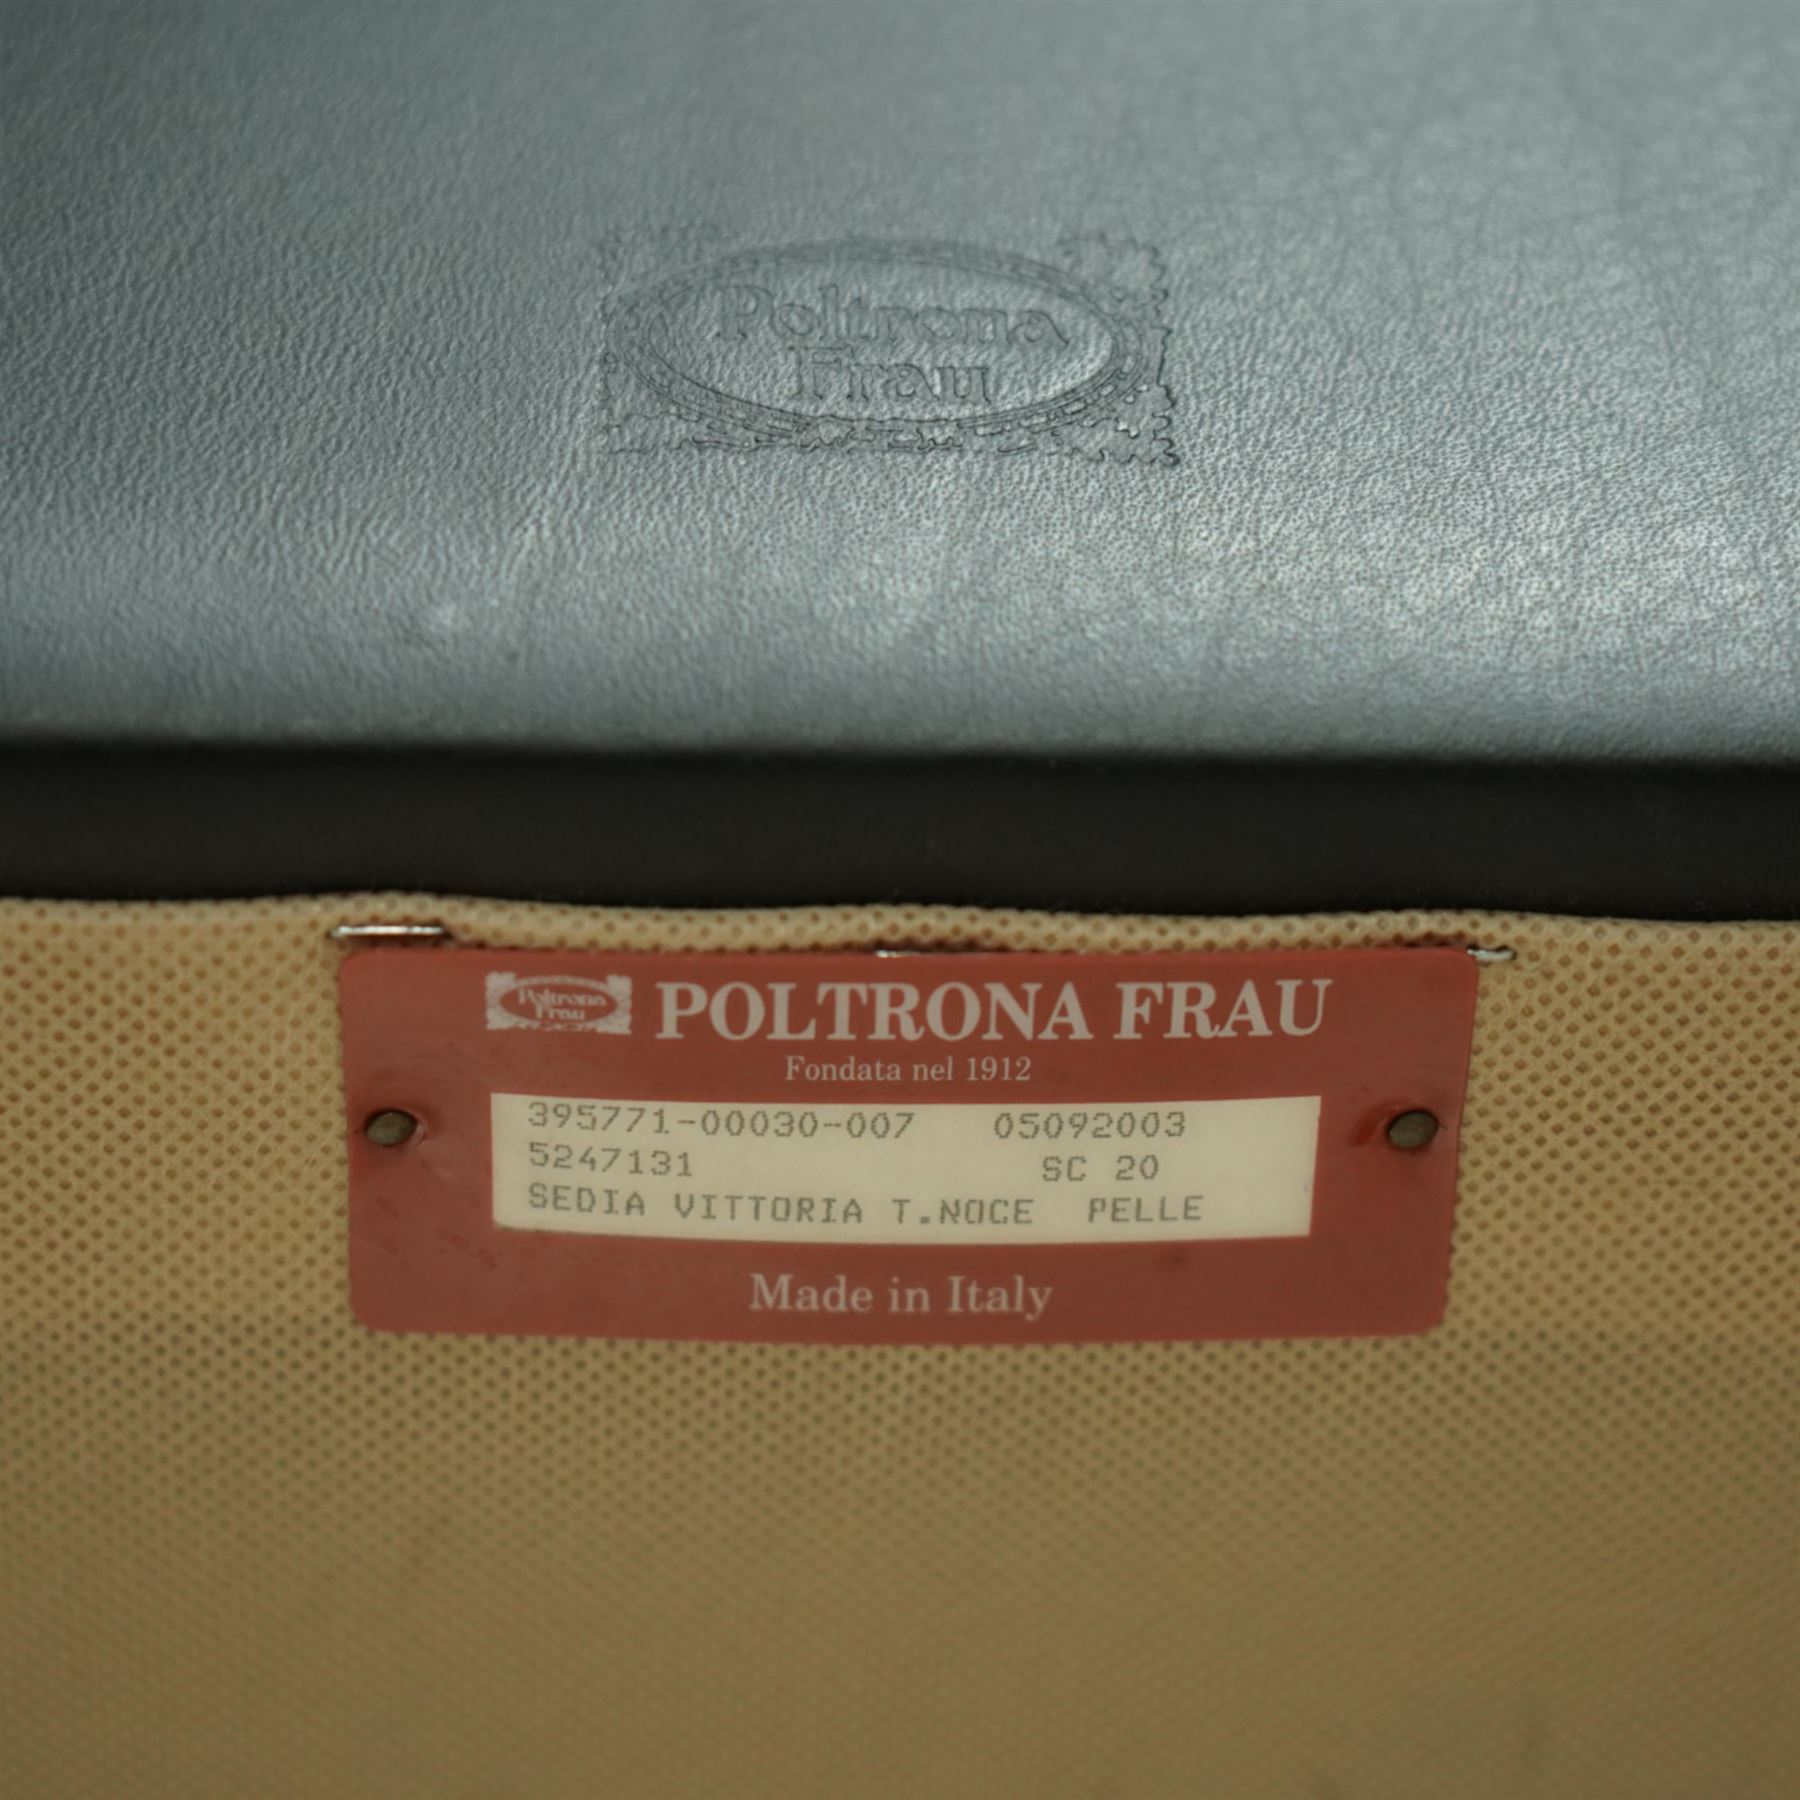 Poltrona
Frau
Poltrona
Frau
POLTRONA FRAU
Fondata nel 1912
395771-00030-007 05092003
5247131 SC 20
SEDIA VITTORIA T.NOCE PELLE
Made in Italy